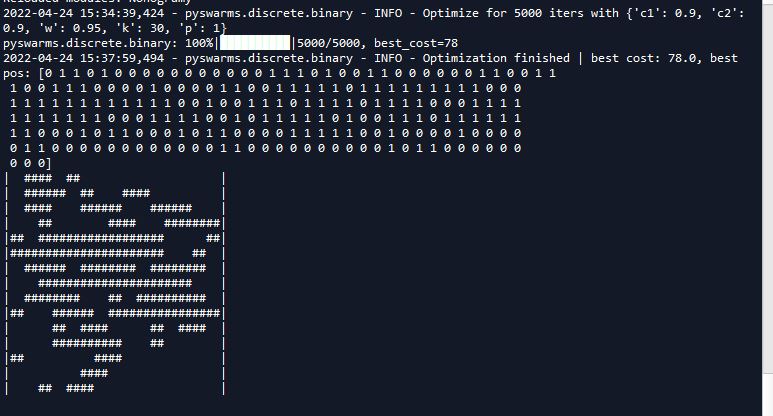 Reloaded modules: Nonogramy
2022-04-24 15:34:39,424 - pyswarms.discrete.binary - INFO - Optimize for 5000 iters with {'c1': 0.9, 'c2':
0.9, 'w': 0.95, 'k': 30, 'p': 1}
pyswarms.discrete.binary: 100%|██████████|5000/5000, best_cost=78
2022-04-24 15:37:59,494 - pyswarms.discrete.binary - INFO - Optimization finished | best cost: 78.0, best
pos: [0 1 1 0 1 0 0 0 0 0 0 0 0 0 0 0 1 1 1 0 1 0 0 1 1 0 0 0 0 0 0 1 1 0 0 1 1
1 0 0 1 1 1 0 0 0 0 1 0 0 0 0 1 1 0 0 1 1 1 1 1 0 1 1 1 1 1 1 1 1 1 0 0 0
1 1 1 1 1 1 1 1 1 1 1 1 0 0 1 0 0 1 1 1 0 1 1 1 1 0 1 1 1 1 0 0 0 1 1 1 1
1 1 1 1 1 1 1 0 0 0 1 1 1 1 0 0 1 0 1 1 1 1 1 0 1 0 0 1 1 1 0 1 1 1 1 1 1
1 1 0 0 0 1 0 1 1 0 0 0 1 0 1 1 0 0 0 0 1 1 1 1 1 0 0 1 0 0 0 0 1 0 0 0 0
0 1 1 0 0 0 0 0 0 0 0 0 0 0 0 1 1 0 0 0 0 0 0 0 0 0 0 1 0 1 1 0 0 0 0 0 0
0 0 0]
|  ####  ##                    |
|  ######  ##    ####          |
|  ####    ######    ######    |
|    ##        ####    ########|
|##  ##################      ##|
|######################    ##  |
|  ######  ########  ########  |
|    ######################    |
|  ########    ##  ##########  |
|##    ######  ################|
|      ##  ####      ##  ####  |
|      ##########    ##        |
|##          ####              |
|          ####                |
|    ##  ####                  |